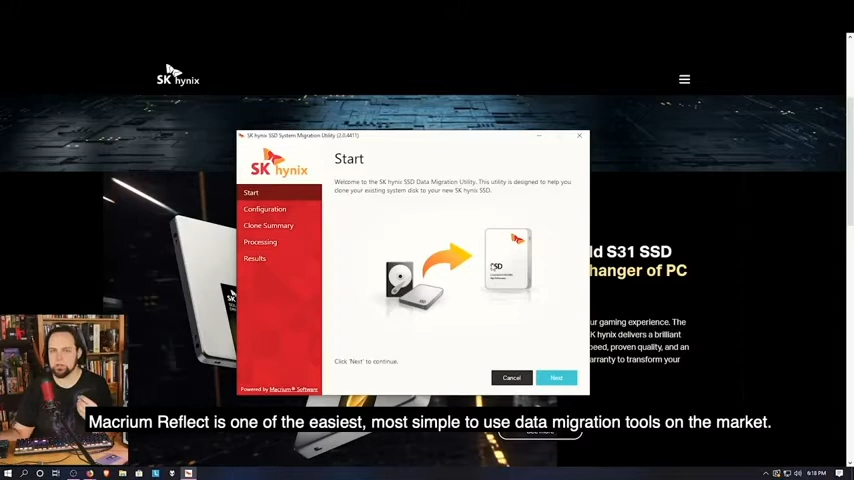 SK hynix
SK hynix SSD System Migration Utility (2.0.4411)
SK hynix
Start
Configuration
Clone Summary
Processing
Results
Powered by Macrium® Software
Start
Welcome to the SK hynix SSD Data Migration Utility. This utility is designed to help you
clone your existing system disk to your new SK hynix SSD.
SSD
Click 'Next' to continue.
Cancel
Next
ld S31 SSD
hanger of PC
ur gaming experience. The
K hynix delivers a brilliant
peed, proven quality, and an
arranty to transform your
Macrium Reflect is one of the easiest, most simple to use data migration tools on the market.
6:18 PM